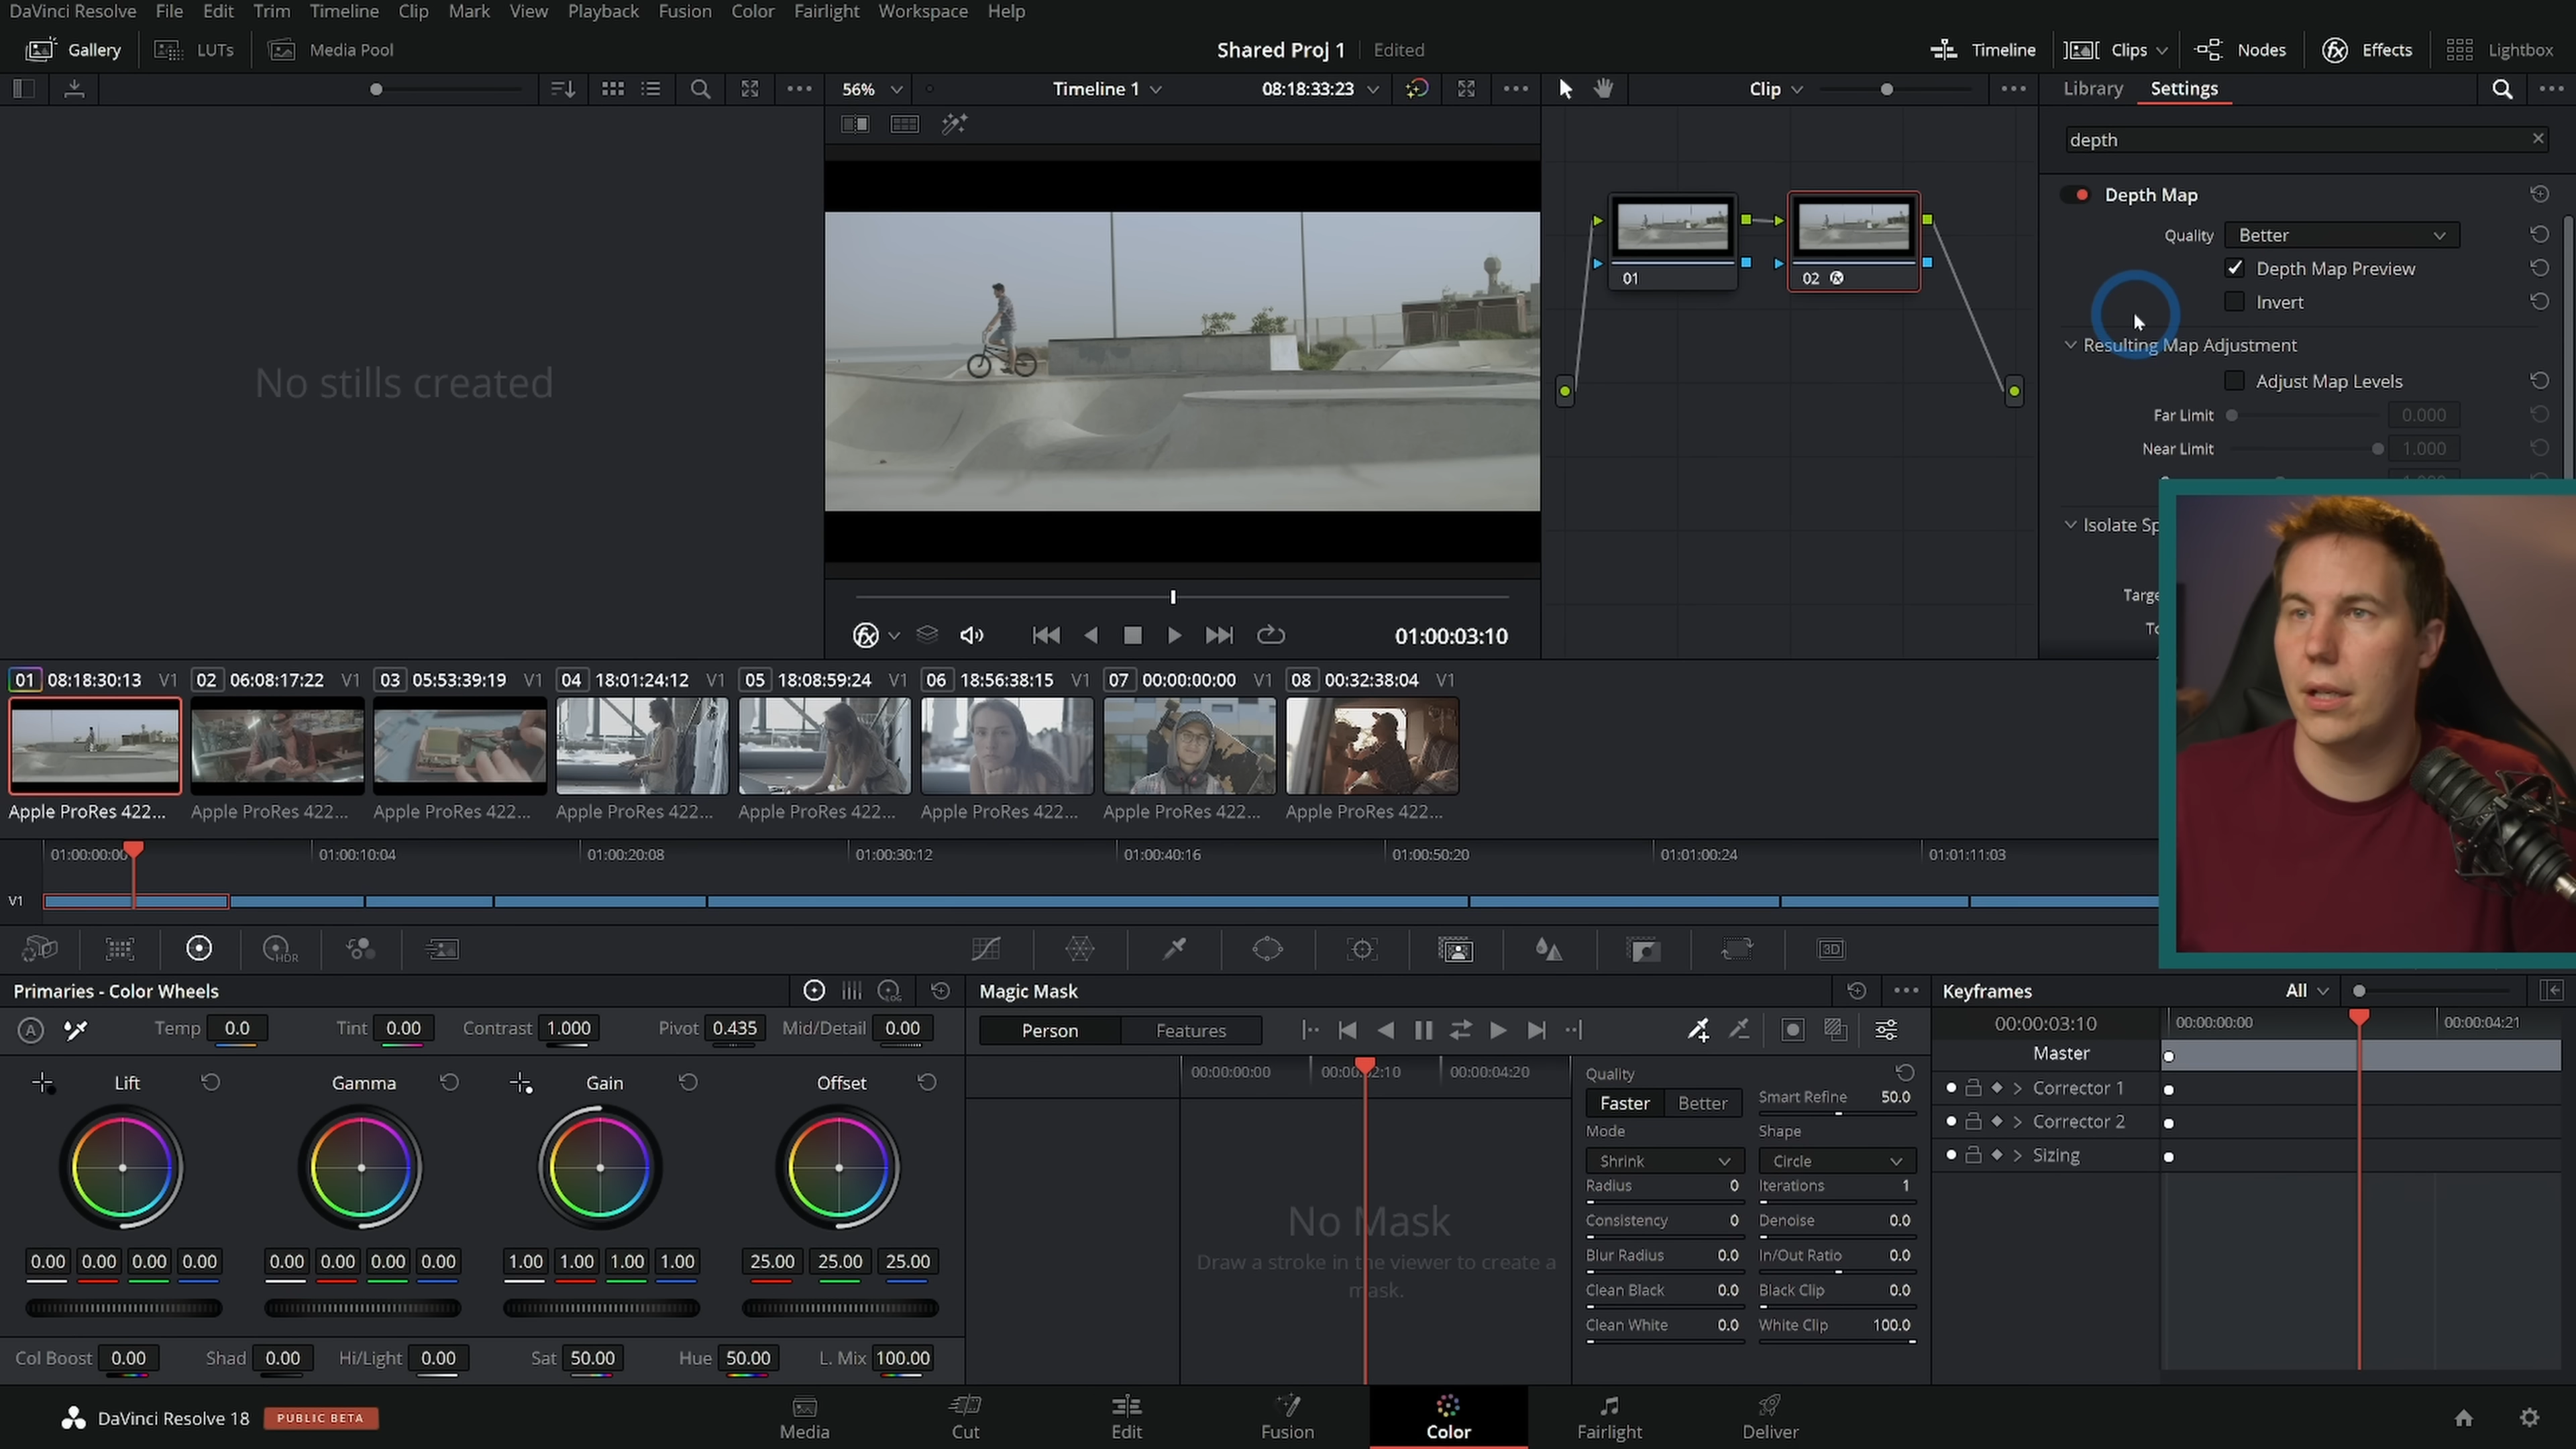 DaVinci Resolve File Edit Trim Timeline Clip Mark View Playback Fusion Color Fairlight Workspace Help
Gallery LUTs Media Pool Shared Proj 1 Edited Timeline Clips Nodes Effects Lightbox
56% Timeline 1 08:18:33:23 Clip Library Settings
depth
Depth Map
Quality Better
Depth Map Preview
Invert
Resulting Map Adjustment
Adjust Map Levels
Far Limit 0.000
Near Limit 1.000
No stills created
01
02
Isolate Sp
Targe
01:00:03:10
01 08:18:30:13 V1 02 06:08:17:22 V1 03 05:53:39:19 V1 04 18:01:24:12 V1 05 18:08:59:24 V1 06 18:56:38:15 V1 07 00:00:00:00 V1 08 00:32:38:04 V1
Apple ProRes 422... Apple ProRes 422... Apple ProRes 422... Apple ProRes 422... Apple ProRes 422... Apple ProRes 422... Apple ProRes 422... Apple ProRes 422...
01:00:00:00 01:00:10:04 01:00:20:08 01:00:30:12 01:00:40:16 01:00:50:20 01:01:00:24 01:01:11:03
V1
HDR 3D
Primaries - Color Wheels LOG Magic Mask Keyframes All
A Temp 0.0 Tint 0.00 Contrast 1.000 Pivot 0.435 Mid/Detail 0.00 Person Features 00:00:03:10 00:00:00:00 00:00:04:21
Lift Gamma Gain Offset
00:00:00:00 00:00:04:20
Quality
Faster Better Smart Refine 50.0
Mode Shape
Shrink Circle
Radius 0 Iterations 1
Consistency 0 Denoise 0.0
Blur Radius 0.0 In/Out Ratio 0.0
Clean Black 0.0 Black Clip 0.0
Clean White 0.0 White Clip 100.0
Master
Corrector 1
Corrector 2
Sizing
No Mask
Draw a stroke in the viewer to create a
mask.
0.00 0.00 0.00 0.00 0.00 0.00 0.00 0.00 1.00 1.00 1.00 1.00 25.00 25.00 25.00
Col Boost 0.00 Shad 0.00 Hi/Light 0.00 Sat 50.00 Hue 50.00 L. Mix 100.00
DaVinci Resolve 18 PUBLIC BETA Media Cut Edit Fusion Color Fairlight Deliver